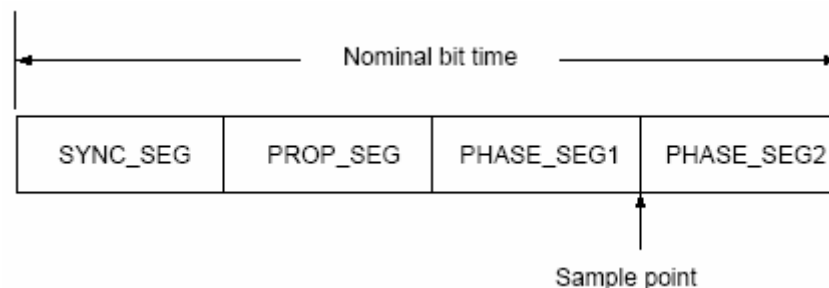 Nominal bit time
SYNC_SEG PROP_SEG PHASE_SEG1 PHASE_SEG2
Sample point